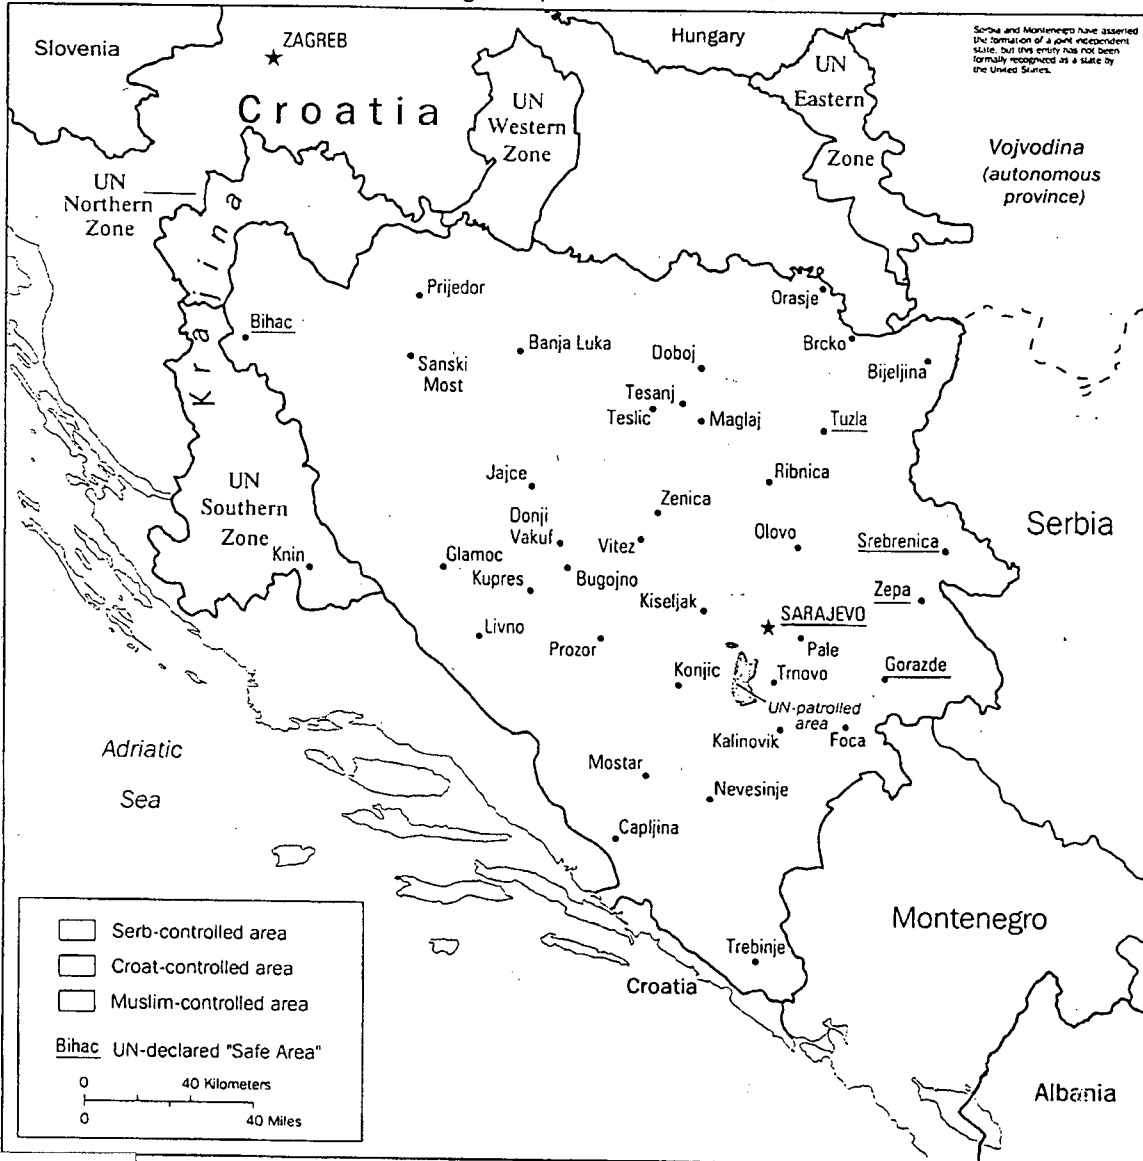 Slovenia
ZAGREB
Hungary
Serbia and Montenegro have asserted
the formation of a joint independent
state, but this entity has not been
formally recognized as a state by
the United States.
Croatia
UN
Western
Zone
UN
Eastern
Zone
Vojvodina
(autonomous
province)
UN
Northern
Zone
Krajina
Prijedor
Orasje
Bihac
Banja Luka
Brcko
Sanski
Most
Doboj
Bijeljina
Tesanj
Teslic
Maglaj
Tuzla
UN
Southern
Zone
Jajce
Ribnica
Zenica
Donji
Vakuf
Serbia
Vitez
Olovo
Srebrenica
Knin
Glamoc
Kupres
Bugojno
Zepa
Kiseljak
SARAJEVO
Livno
Prozor
Pale
Konjic
Trnovo
Gorazde
UN-patrolled
area
Kalinovik
Foca
Adriatic
Sea
Mostar
Nevesinje
Capljina
Montenegro
Trebinje
Croatia
Albania
Serb-controlled area
Croat-controlled area
Muslim-controlled area
Bihac UN-declared "Safe Area"
0 40 Kilometers
0 40 Miles